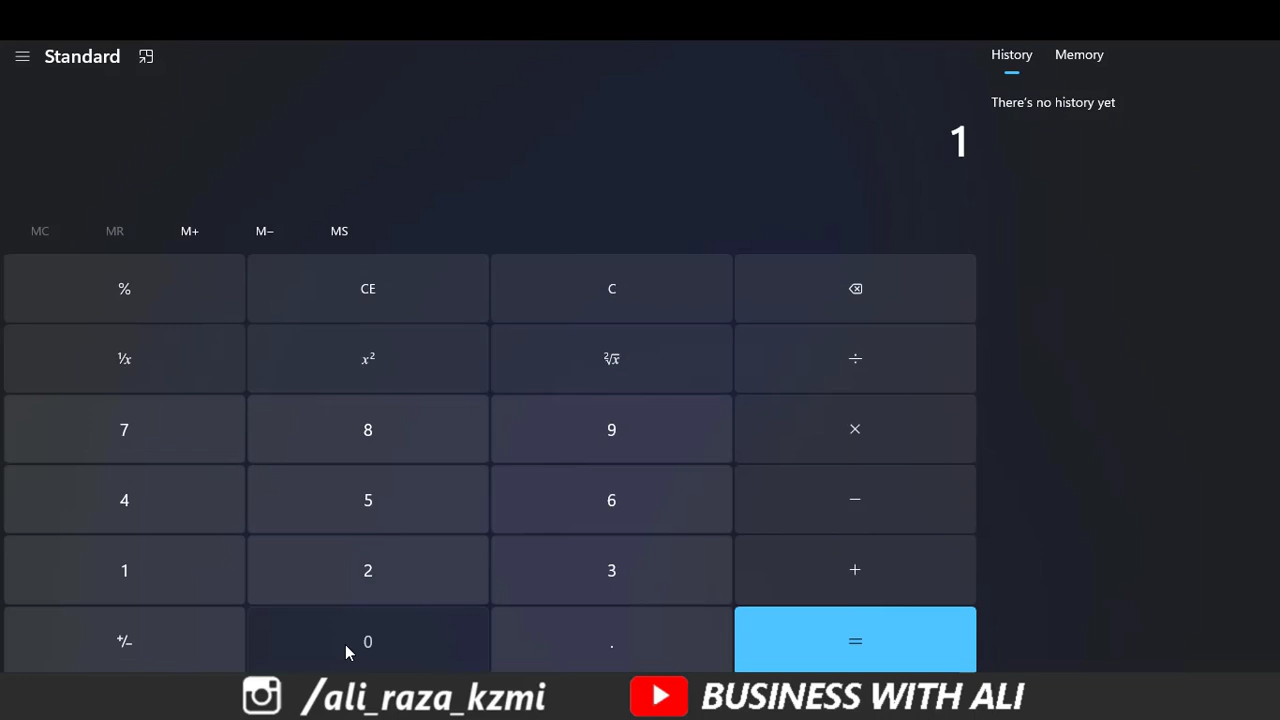 Standard
History Memory
There's no history yet
1
MC MR M+ M− MS
% CE C
⅟x x² ²√x ÷
7 8 9 ×
4 5 6 −
1 2 3 +
+/− 0 . =
/ali_raza_kzmi BUSINESS WITH ALI